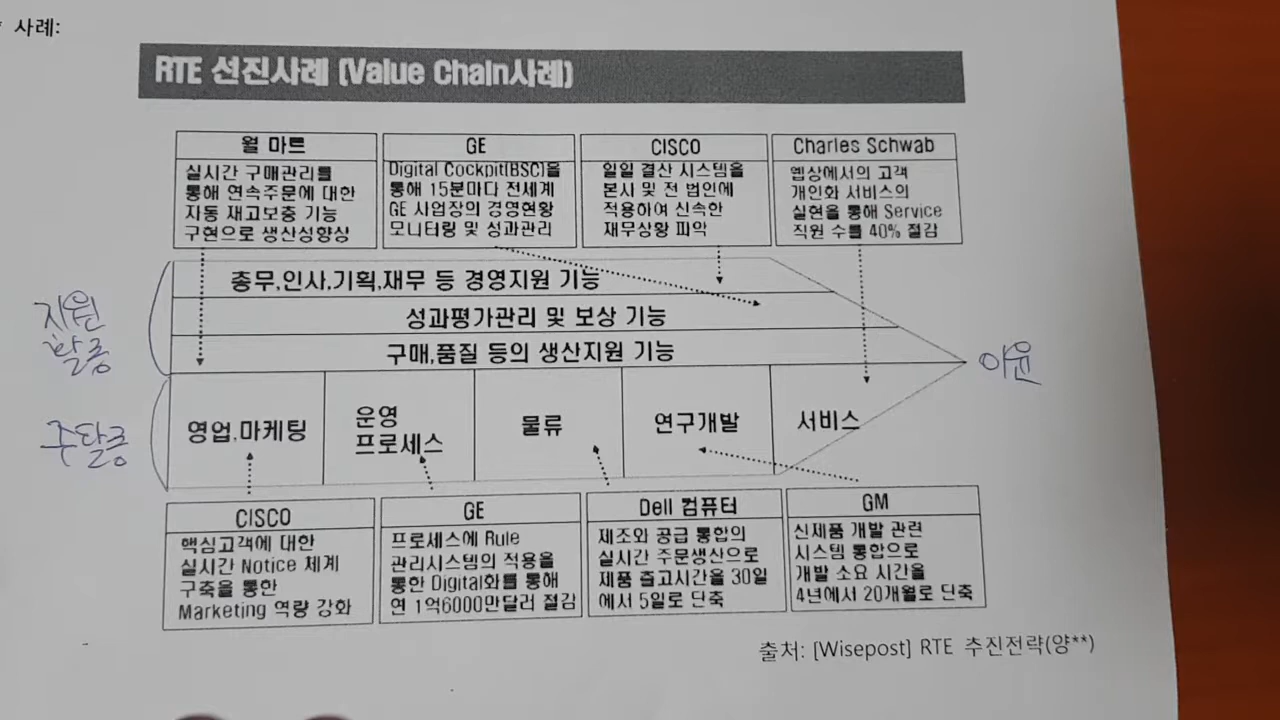 사례:
RTE 선진사례 (Value Chain사례)
월 마트
실시간 구매관리를
통해 연속주문에 대한
자동 재고보충 기능
구현으로 생산성향상
GE
Digital Cockpit(BSC)을
통해 15분마다 전세계
GE 사업장의 경영현황
모니터링 및 성과관리
CISCO
일일 결산 시스템을
본사 및 전 법인에
적용하여 신속한
재무상황 파악
Charles Schwab
웹상에서의 고객
개인화 서비스의
실현을 통해 Service
직원 수를 40% 절감
총무,인사,기획,재무 등 경영지원 기능
성과평가관리 및 보상 기능
구매,품질 등의 생산지원 기능
지원
활동
이윤
주활동
영업,마케팅
운영
프로세스
물류
연구개발
서비스
CISCO
핵심고객에 대한
실시간 Notice 체계
구축을 통한
Marketing 역량 강화
GE
프로세스에 Rule
관리시스템의 적용을
통한 Digital화를 통해
연 1억6000만달러 절감
Dell 컴퓨터
제조와 공급 통합의
실시간 주문생산으로
제품 출고시간을 30일
에서 5일로 단축
GM
신제품 개발 관련
시스템 통합으로
개발 소요 시간을
4년에서 20개월로 단축
출처: [Wisepost] RTE 추진전략(양**)